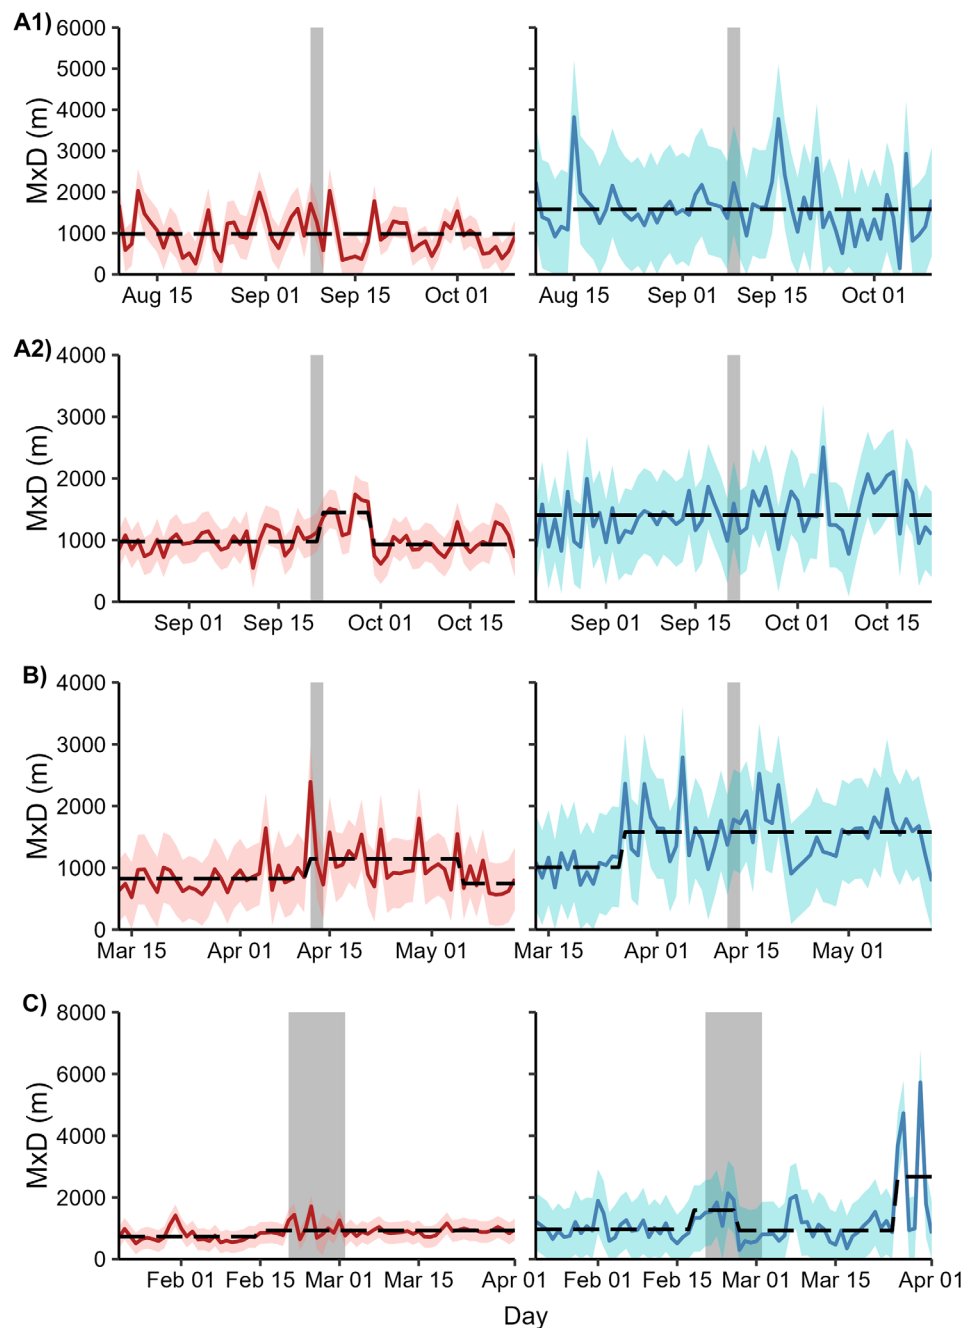 A1)
6000
5000
4000
3000
2000
1000
0
MxD (m)
Aug 15 Sep 01 Sep 15 Oct 01 Aug 15 Sep 01 Sep 15 Oct 01
A2)
4000
3000
2000
1000
0
MxD (m)
Sep 01 Sep 15 Oct 01 Oct 15 Sep 01 Sep 15 Oct 01 Oct 15
B)
4000
3000
2000
1000
0
MxD (m)
Mar 15 Apr 01 Apr 15 May 01 Mar 15 Apr 01 Apr 15 May 01
C)
8000
6000
4000
2000
0
MxD (m)
Feb 01 Feb 15 Mar 01 Mar 15 Apr 01 Feb 01 Feb 15 Mar 01 Mar 15 Apr 01
Day